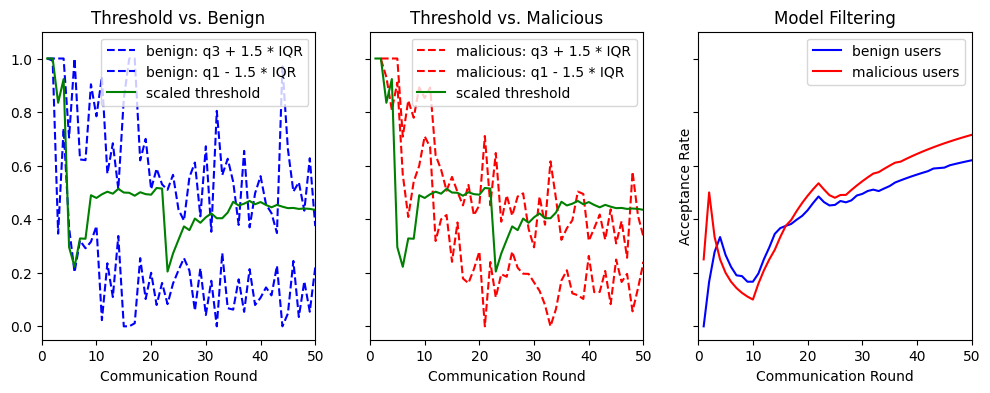 Threshold vs. Benign
benign: q3 + 1.5 * IQR
benign: q1 - 1.5 * IQR
scaled threshold
1.0
0.8
0.6
0.4
0.2
0.0
0 10 20 30 40 50
Communication Round
Threshold vs. Malicious
malicious: q3 + 1.5 * IQR
malicious: q1 - 1.5 * IQR
scaled threshold
0 10 20 30 40 50
Communication Round
Model Filtering
benign users
malicious users
Acceptance Rate
0 10 20 30 40 50
Communication Round